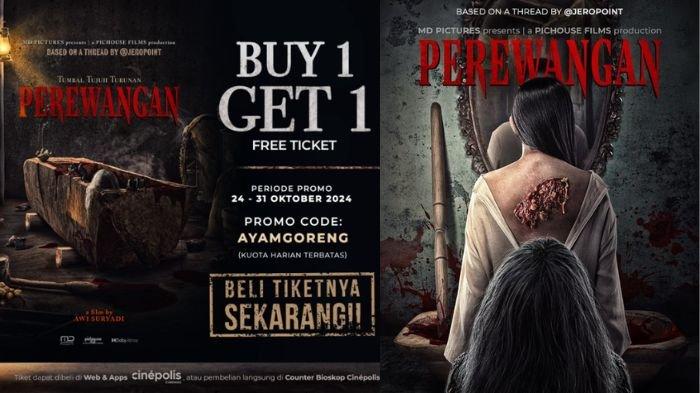 MD PICTURES presents | a PICHOUSE FILMS production
BASED ON A THREAD BY @JEROPOINT
TUMBAL TUJUH TURUNAN
PEREWANGAN
a film by
AWI SURYADI
BUY 1
GET 1
FREE TICKET
PERIODE PROMO
24 - 31 OKTOBER 2024
PROMO CODE:
AYAMGORENG
(KUOTA HARIAN TERBATAS)
BELI TIKETNYA
SEKARANG!!
Tiket dapat dibeli di Web & Apps cinépolis , atau pembelian langsung di Counter Bioskop Cinépolis
BASED ON A THREAD BY @JEROPOINT
MD PICTURES presents | a PICHOUSE FILMS production
PEREWANGAN